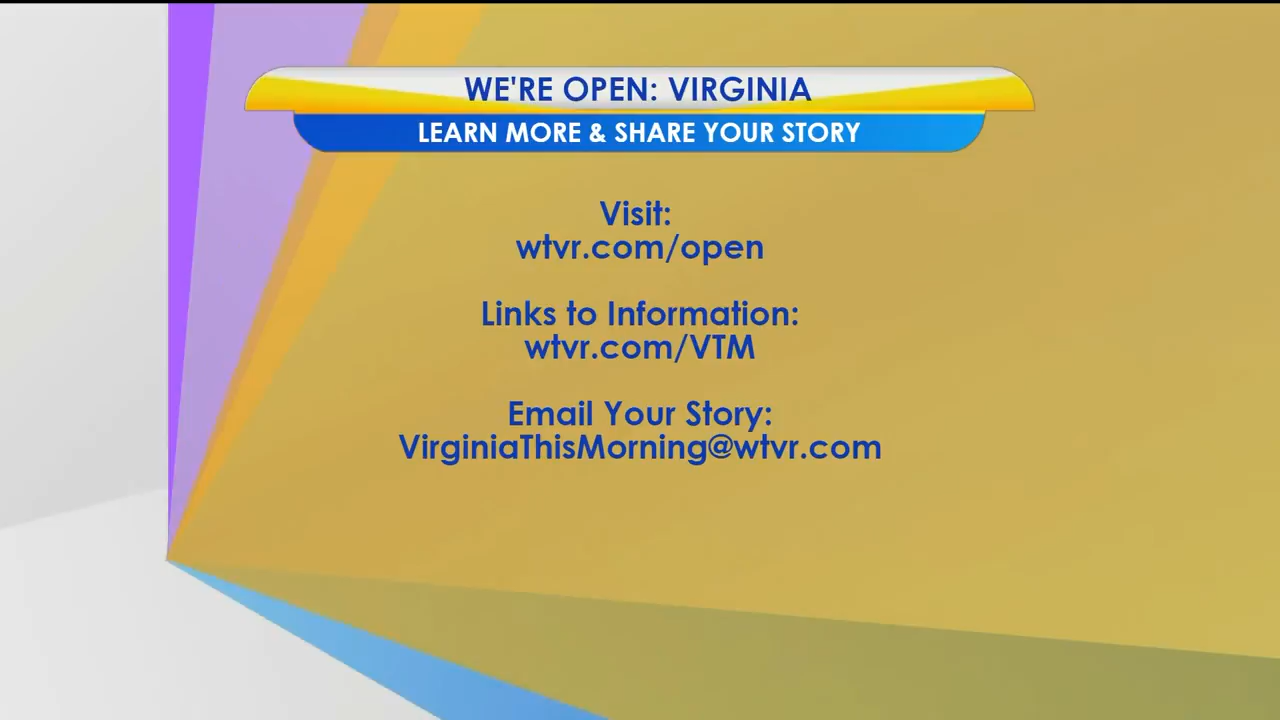 WE'RE OPEN: VIRGINIA
LEARN MORE & SHARE YOUR STORY
Visit:
wtvr.com/open
Links to Information:
wtvr.com/VTM
Email Your Story:
VirginiaThisMorning@wtvr.com